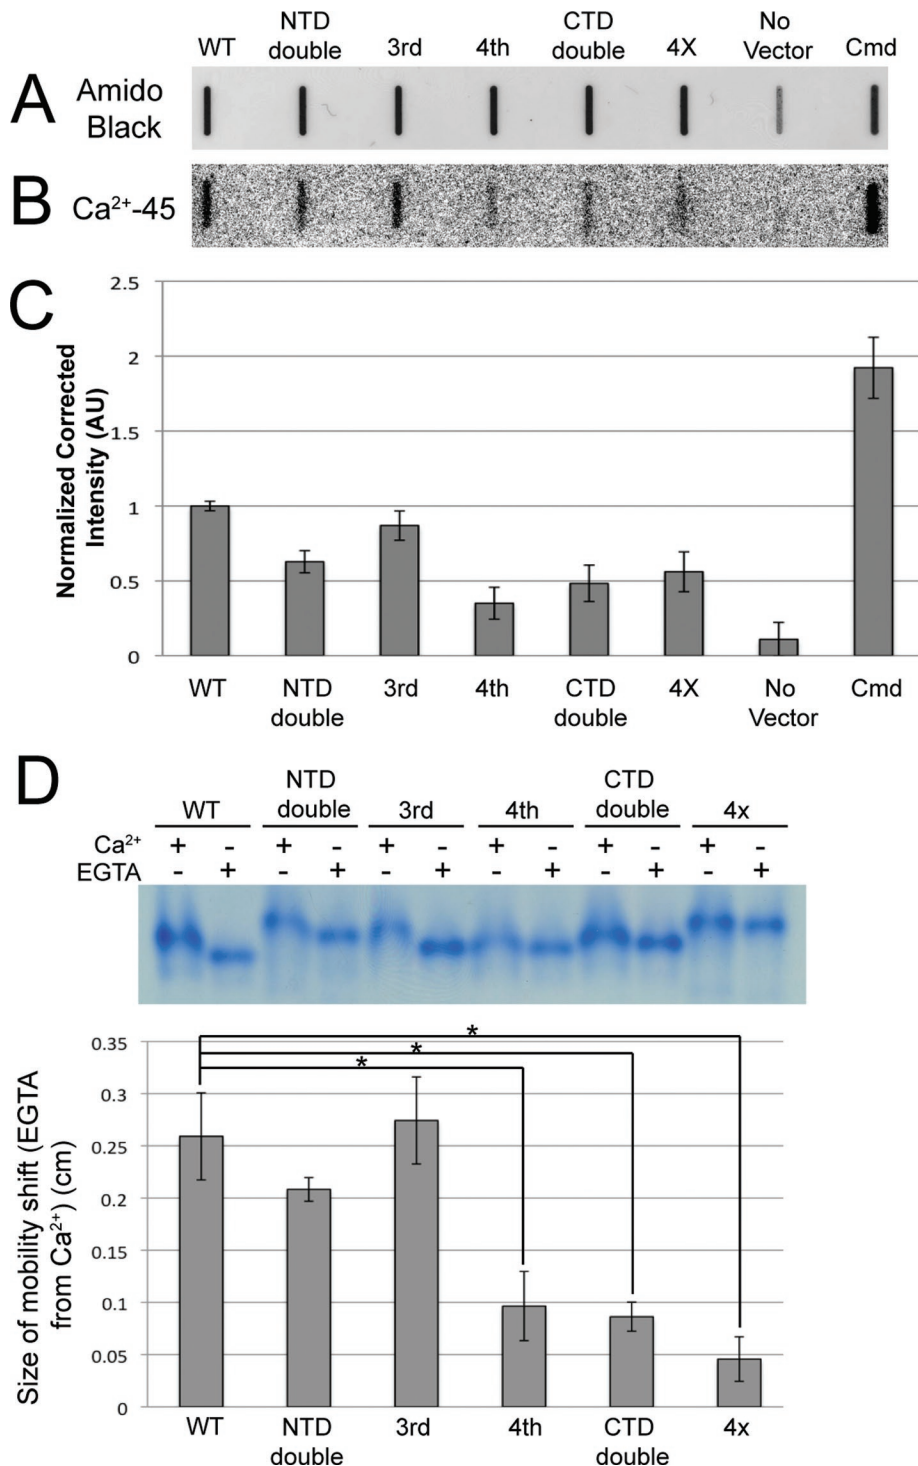 WT NTD double 3rd 4th CTD double 4X No Vector Cmd
A Amido Black
B Ca²⁺-45
C
Normalized Corrected Intensity (AU)
2.5
2
1.5
1
0.5
0
WT NTD double 3rd 4th CTD double 4X No Vector Cmd
D
WT NTD double 3rd 4th CTD double 4x
Ca²⁺ + - + - + - + - + - + -
EGTA - + - + - + - + - + - +
* 
*
*
Size of mobility shift (EGTA from Ca²⁺) (cm)
0.35
0.3
0.25
0.2
0.15
0.1
0.05
0
WT NTD double 3rd 4th CTD double 4x